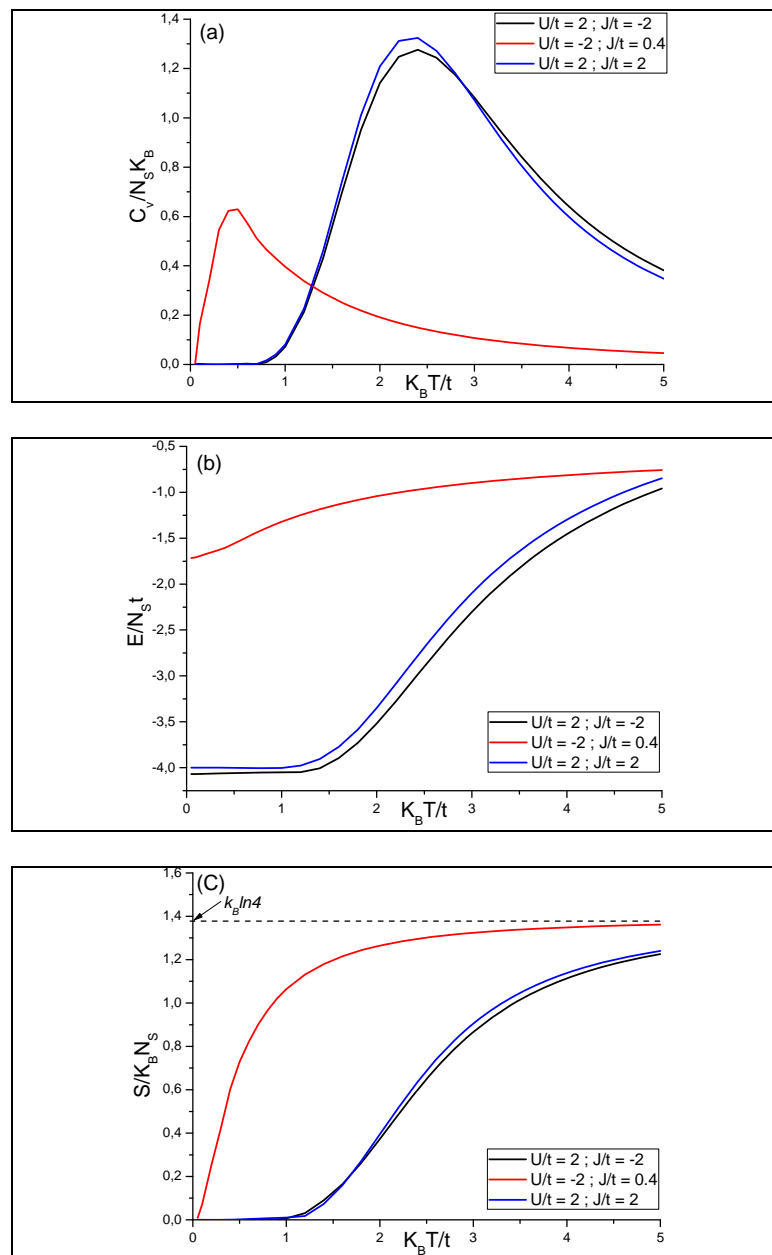 (a)
U/t = 2 ; J/t = -2
U/t = -2 ; J/t = 0.4
U/t = 2 ; J/t = 2
1,4
1,2
1,0
0,8
0,6
0,4
0,2
0,0
C_v/N_S K_B
0 1 2 3 4 5
K_B T/t
(b)
-0,5
-1,0
-1,5
-2,0
-2,5
-3,0
-3,5
-4,0
E/N_S t
U/t = 2 ; J/t = -2
U/t = -2 ; J/t = 0.4
U/t = 2 ; J/t = 2
0 1 2 3 4 5
K_B T/t
(C)
k_B ln4
1,6
1,4
1,2
1,0
0,8
0,6
0,4
0,2
0,0
S/K_B N_S
U/t = 2 ; J/t = -2
U/t = -2 ; J/t = 0.4
U/t = 2 ; J/t = 2
0 1 2 3 4 5
K_B T/t